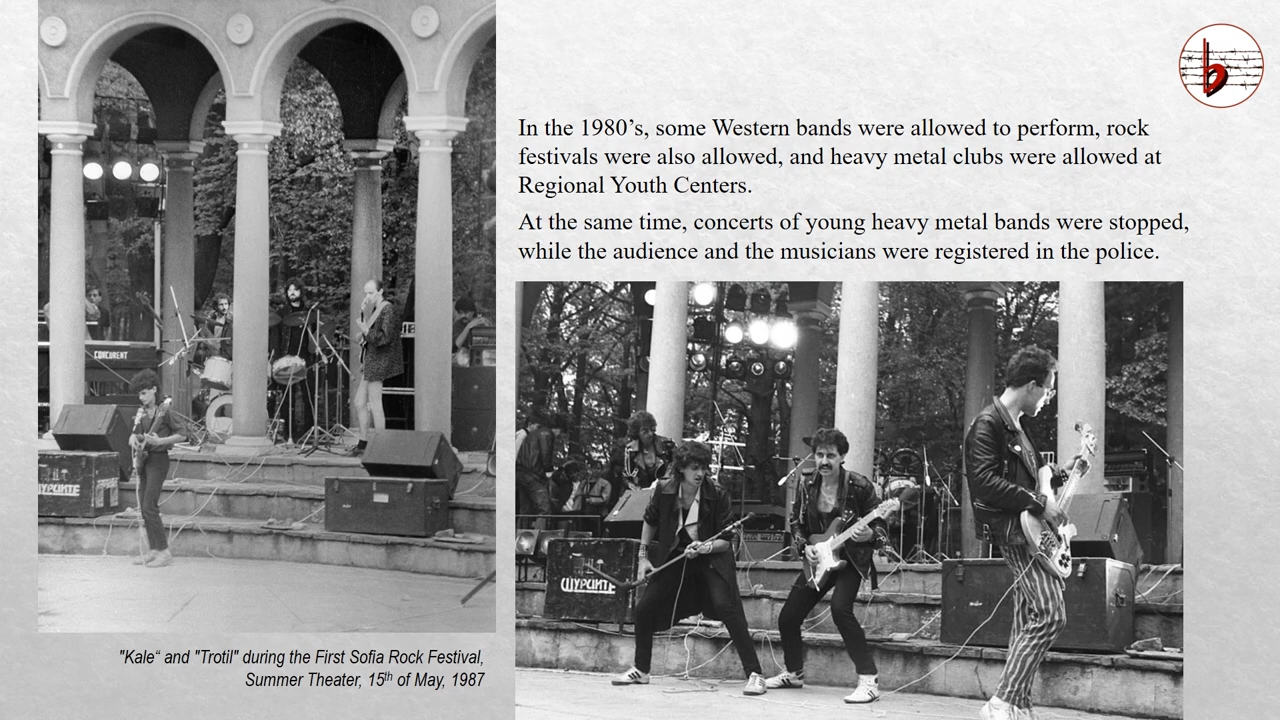 In the 1980’s, some Western bands were allowed to perform, rock
festivals were also allowed, and heavy metal clubs were allowed at
Regional Youth Centers.
At the same time, concerts of young heavy metal bands were stopped,
while the audience and the musicians were registered in the police.
CONCURENT
ЩУРЦИТЕ
"Kale“ and "Trotil" during the First Sofia Rock Festival,
Summer Theater, 15th of May, 1987